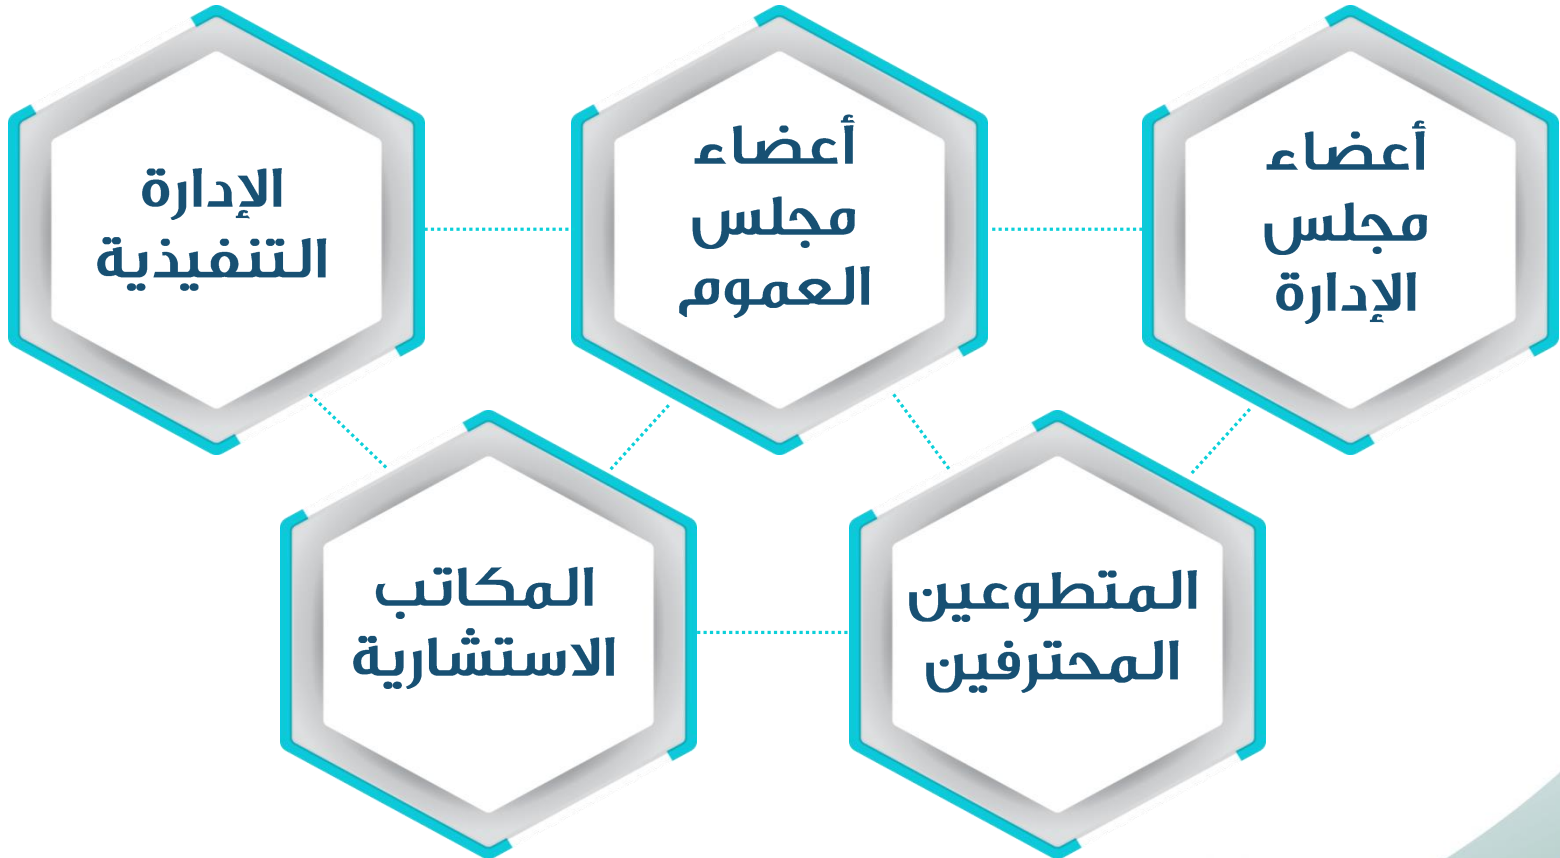 أعضاء
مجلس
الإدارة
أعضاء
مجلس
العموم
الإدارة
التنفيذية
المتطوعين
المحترفين
المكاتب
الاستشارية